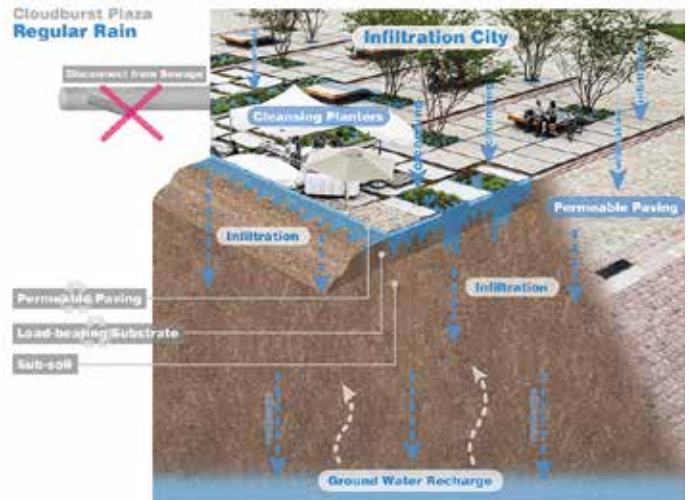 Cloudburst Plaza
Regular Rain
Disconnect from Sewage
Infiltration City
Cleansing Planters
Permeable Paving
Infiltration
Infiltration
Permeable Paving
Load-bearing Substrate
Sub-soil
Ground Water Recharge